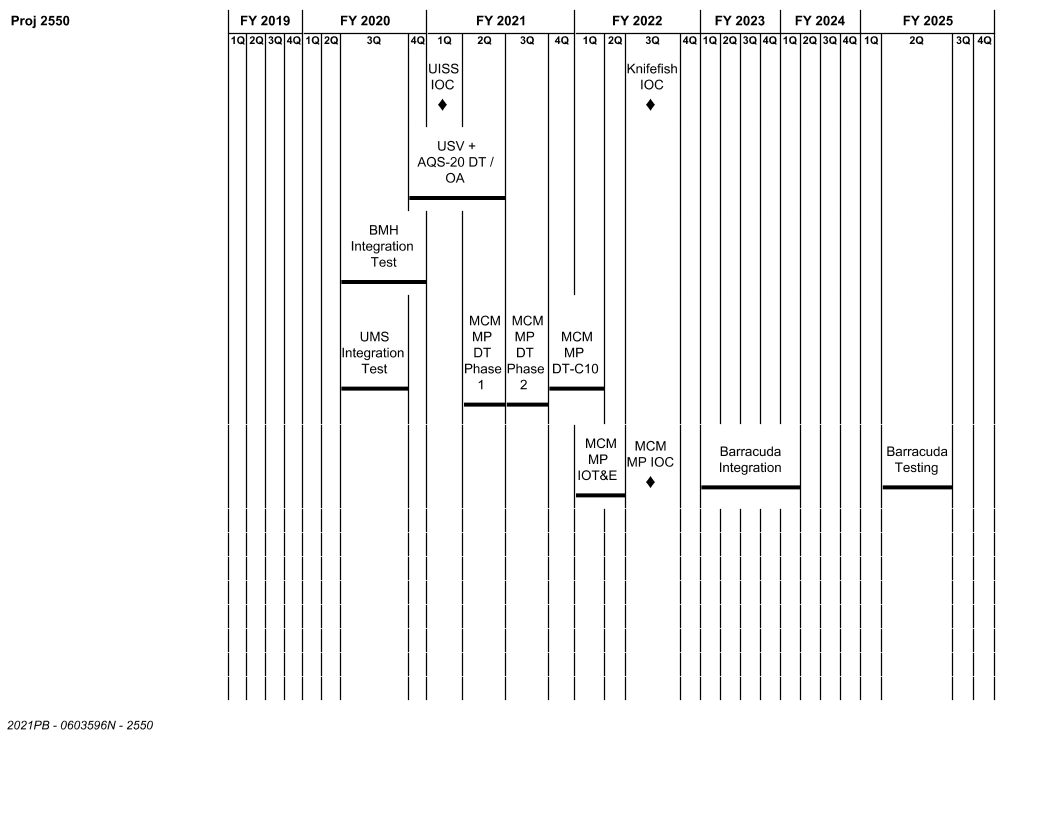 Proj 2550
FY 2019 FY 2020 FY 2021 FY 2022 FY 2023 FY 2024 FY 2025
1Q 2Q 3Q 4Q 1Q 2Q 3Q 4Q 1Q 2Q 3Q 4Q 1Q 2Q 3Q 4Q 1Q 2Q 3Q 4Q 1Q 2Q 3Q 4Q 1Q 2Q 3Q 4Q
UISS
IOC
Knifefish
IOC
USV +
AQS-20 DT /
OA
BMH
Integration
Test
UMS
Integration
Test
MCM
MP
DT
Phase
1
MCM
MP
DT
Phase
2
MCM
MP
DT-C10
MCM
MP
IOT&E
MCM
MP IOC
Barracuda
Integration
Barracuda
Testing
2021PB - 0603596N - 2550